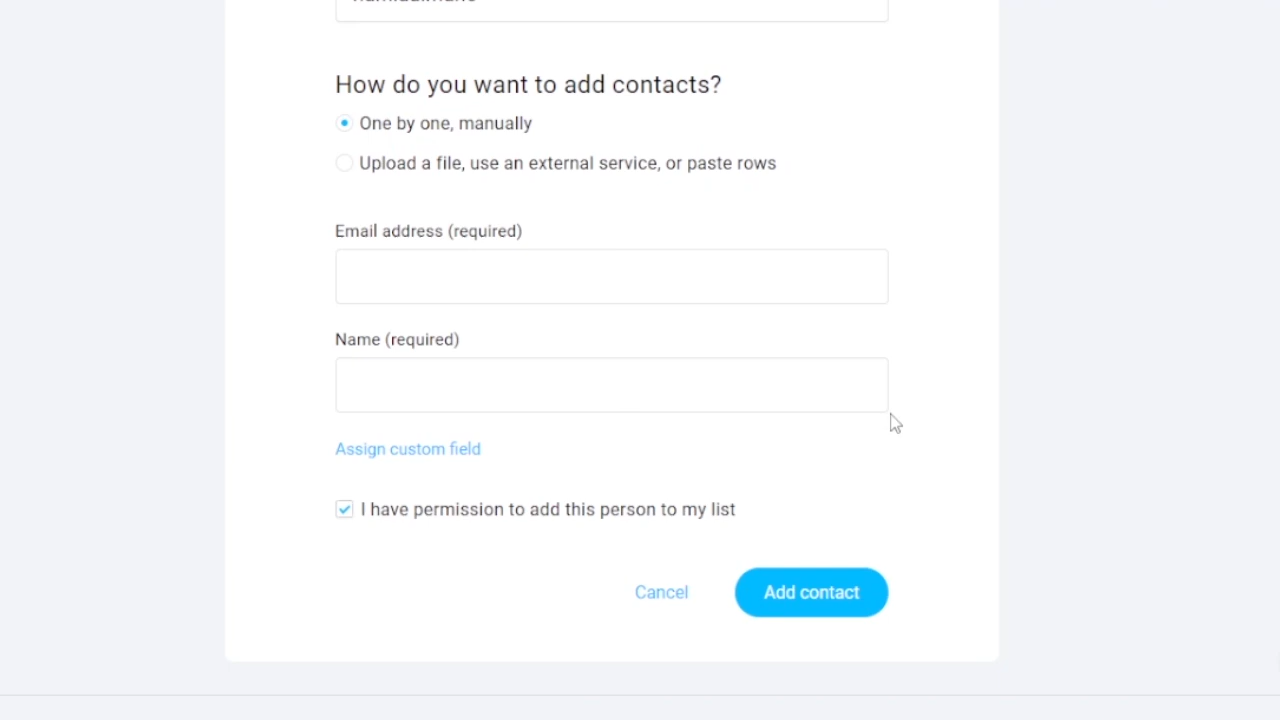 How do you want to add contacts?
One by one, manually
Upload a file, use an external service, or paste rows
Email address (required)
Name (required)
Assign custom field
I have permission to add this person to my list
Cancel
Add contact